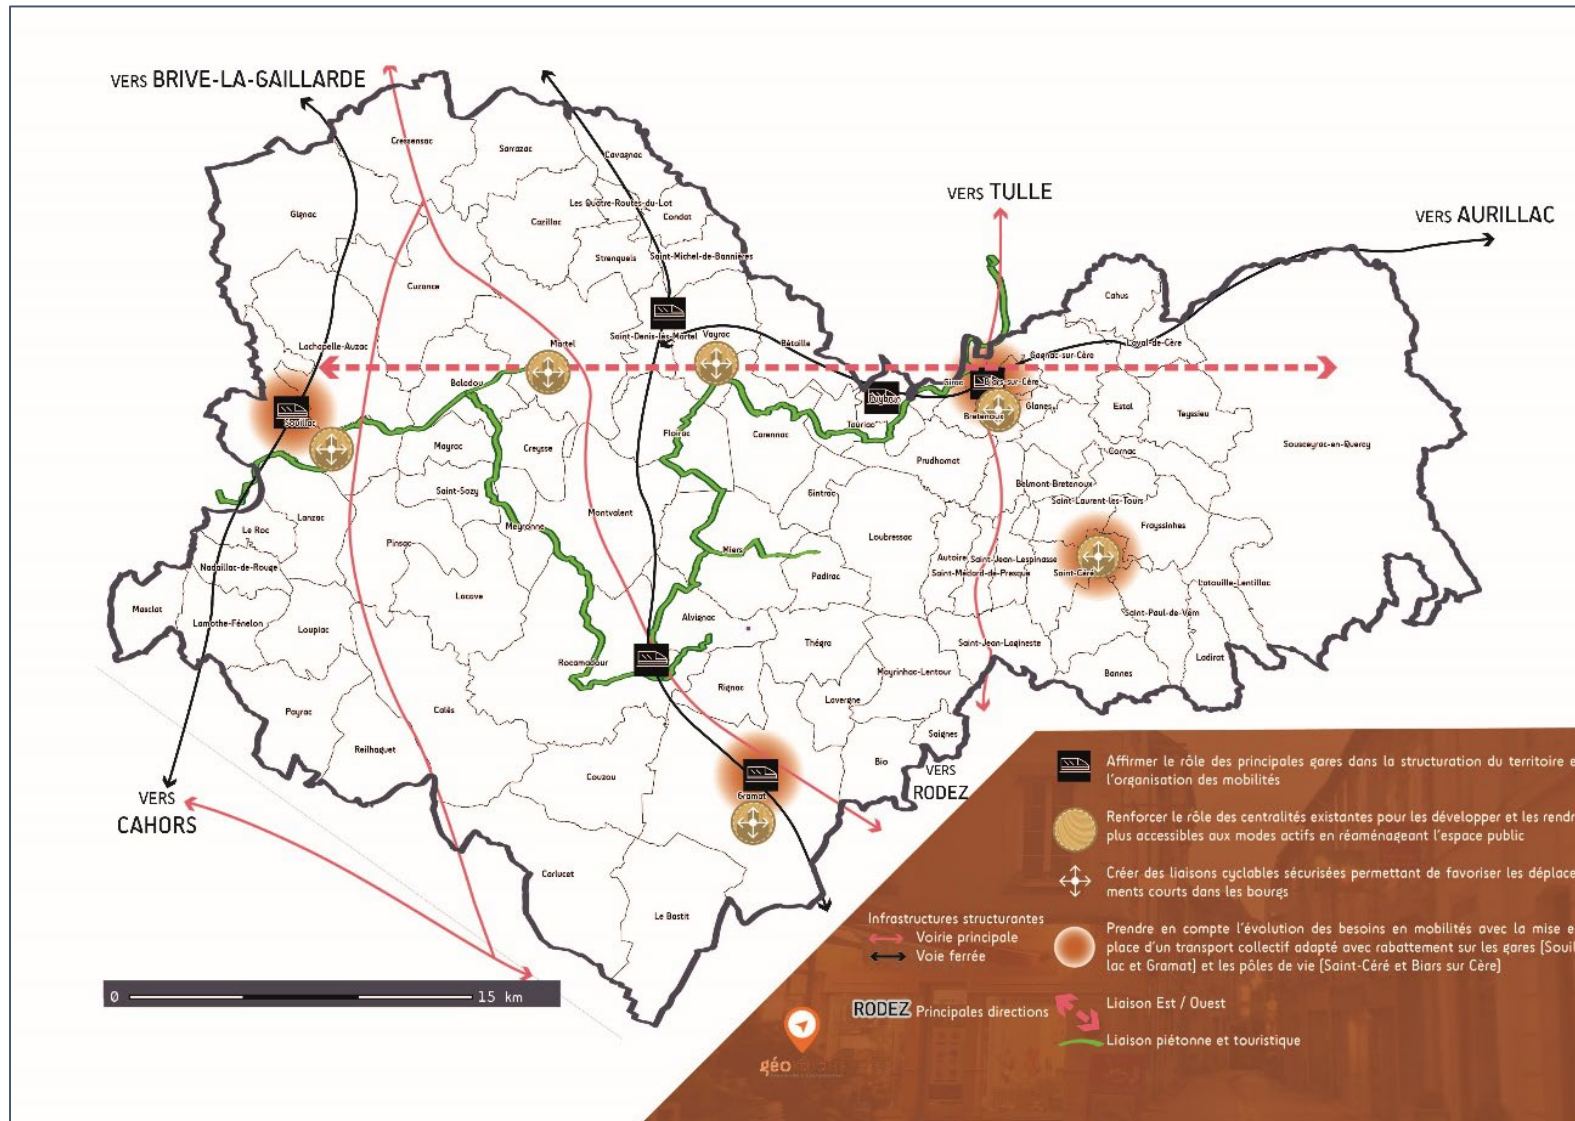 VERS BRIVE-LA-GAILLARDE
VERS TULLE
VERS AURILLAC
Cressensac
Sarrazac
Cavagnac
Gignac
Les Quatre-Routes-du-Lot
Cazillac
Condat
Strenquels
Saint-Michel-de-Bannières
Cuzance
Cahus
Lachapelle-Auzac
Martel
Saint-Denis-lès-Martel
Vayrac
Bétaille
Laval-de-Cère
Gagnac-sur-Cère
Baladou
Girac
Biars-sur-Cère
Puybrun
Souillac
Tauriac
Bretenoux
Glanes
Estal
Teyssieu
Sousceyrac-en-Quercy
Mayrac
Creysse
Floirac
Carennac
Cornac
Prudhomat
Saint-Sozy
Gintrac
Belmont-Bretenoux
Saint-Laurent-les-Tours
Lanzac
Le Roc
Meyronne
Montvalent
Pinsac
Miers
Loubressac
Frayssinhes
Autoire
Saint-Jean-Lespinasse
Nadaillac-de-Rouge
Padirac
Saint-Médard-de-Presque
Saint-Céré
Latouille-Lentillac
Masclat
Lamothe-Fénelon
Loupiac
Lacave
Alvignac
Saint-Paul-de-Vern
Thégra
Saint-Jean-Lagineste
Ladirat
Rocamadour
Rignac
Mayrinhac-Lentour
Bannes
Payrac
Calès
Lavergne
Reilhaguet
Saignes
Couzou
Bio
Gramat
VERS
RODEZ
VERS
CAHORS
Carlucet
Le Bastit
0 15 km
Affirmer le rôle des principales gares dans la structuration du territoire e
l'organisation des mobilités
Renforcer le rôle des centralités existantes pour les développer et les rendr
plus accessibles aux modes actifs en réaménageant l'espace public
Créer des liaisons cyclables sécurisées permettant de favoriser les déplace-
ments courts dans les bourgs
Infrastructures structurantes
Voirie principale
Voie ferrée
Prendre en compte l'évolution des besoins en mobilités avec la mise e
place d'un transport collectif adapté avec rabattement sur les gares [Souil
lac et Gramat] et les pôles de vie [Saint-Céré et Biars sur Cère]
RODEZ Principales directions
Liaison Est / Ouest
Liaison piétonne et touristique